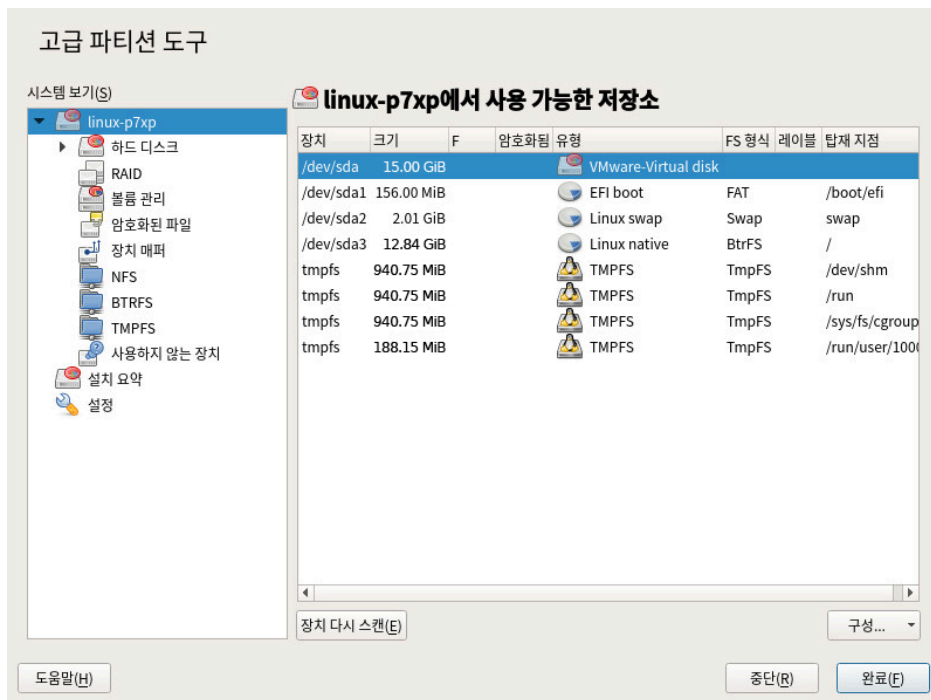 고급 파티션 도구
시스템 보기(S)
linux-p7xp
하드 디스크
RAID
볼륨 관리
암호화된 파일
장치 매퍼
NFS
BTRFS
TMPFS
사용하지 않는 장치
설치 요약
설정
linux-p7xp에서 사용 가능한 저장소
장치 크기 F 암호화됨 유형 FS 형식 레이블 탑재 지점
/dev/sda 15.00 GiB VMware-Virtual disk
/dev/sda1 156.00 MiB EFI boot FAT /boot/efi
/dev/sda2 2.01 GiB Linux swap Swap swap
/dev/sda3 12.84 GiB Linux native BtrFS /
tmpfs 940.75 MiB TMPFS TmpFS /dev/shm
tmpfs 940.75 MiB TMPFS TmpFS /run
tmpfs 940.75 MiB TMPFS TmpFS /sys/fs/cgroup
tmpfs 188.15 MiB TMPFS TmpFS /run/user/100
장치 다시 스캔(E) 구성...
도움말(H) 중단(R) 완료(F)